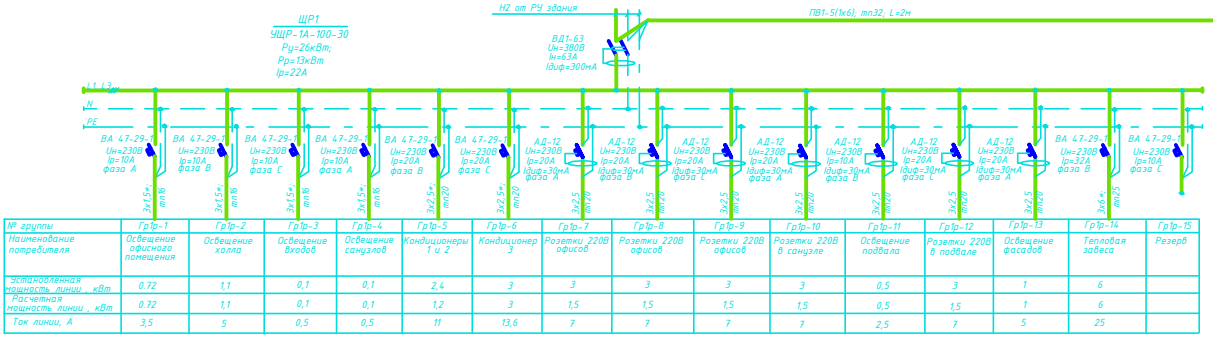 ЩР1
УЩР-1А-100-30
Ру=26кВт;
Рр=13кВт
Iр=22А
Н2 от РУ здания
ПВ1-5(1х6); тп32; L=2м
ВД1-63
Uн=380В
Iн=63А
Iдиф=300мА
L1..L3
N
PE
ВА 47-29-1
Uн=230В
Iр=10А
фаза А
3х1,5*;
тп16
ВА 47-29-1
Uн=230В
Iр=10А
фаза В
3х1,5*;
тп16
ВА 47-29-1
Uн=230В
Iр=10А
фаза С
3х1,5*;
тп16
ВА 47-29-1
Uн=230В
Iр=10А
фаза А
3х1,5*;
тп16
ВА 47-29-1
Uн=230В
Iр=20А
фаза В
3х2,5*;
тп20
ВА 47-29-1
Uн=230В
Iр=20А
фаза С
3х2,5*;
тп20
АД-12
Uн=230В
Iр=20А
Iдиф=30мА
фаза А
3х2,5
тп20
АД-12
Uн=230В
Iр=20А
Iдиф=30мА
фаза В
3х2,5
тп20
АД-12
Uн=230В
Iр=20А
Iдиф=30мА
фаза С
3х2,5
тп20
АД-12
Uн=230В
Iр=20А
Iдиф=30мА
фаза А
3х2,5
тп20
АД-12
Uн=230В
Iр=10А
Iдиф=30мА
фаза В
3х2,5
тп20
АД-12
Uн=230В
Iр=20А
Iдиф=30мА
фаза С
3х2,5
тп20
АД-12
Uн=230В
Iр=10А
Iдиф=30мА
фаза А
3х2,5
тп20
ВА 47-29-1
Uн=230В
Iр=32А
фаза В
3х6*;
тп25
ВА 47-29-1
Uн=230В
Iр=10А
фаза С
№ группы Гр1р-1 Гр1р-2 Гр1р-3 Гр1р-4 Гр1р-5 Гр1р-6 Гр1р-7 Гр1р-8 Гр1р-9 Гр1р-10 Гр1р-11 Гр1р-12 Гр1р-13 Гр1р-14 Гр1р-15
Наименование
потребителя
Освещение
офисного
помещения
Освещение
холла
Освещение
входов
Освещение
санузлов
Кондиционеры
1 и 2
Кондиционер
3
Розетки 220В
офисов
Розетки 220В
офисов
Розетки 220В
офисов
Розетки 220В
в санузле
Освещение
подвала
Розетки 220В
в подвале
Освещение
фасадов
Тепловая
завеса
Резерв
Установленная
мощность линии , кВт
0.72 1,1 0,1 0,1 2,4 3 3 3 3 3 0,5 3 1 6
Расчетная
мощность линии , кВт
0.72 1,1 0,1 0,1 1,2 3 1,5 1,5 1,5 1,5 0,5 1,5 1 6
Ток линии, А 3,5 5 0,5 0,5 11 13,6 7 7 7 7 2,5 7 5 25